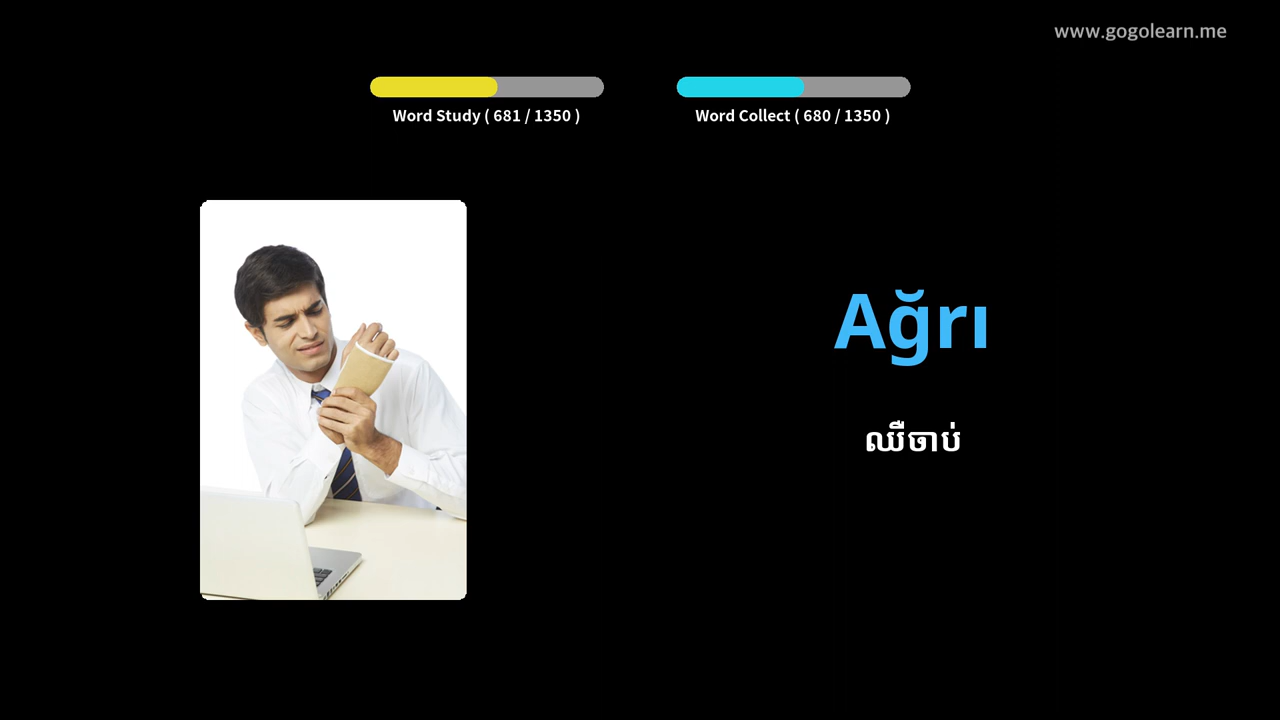 www.gogolearn.me
Word Study ( 681 / 1350 )
Word Collect ( 680 / 1350 )
Ağrı
ឈឺចាប់